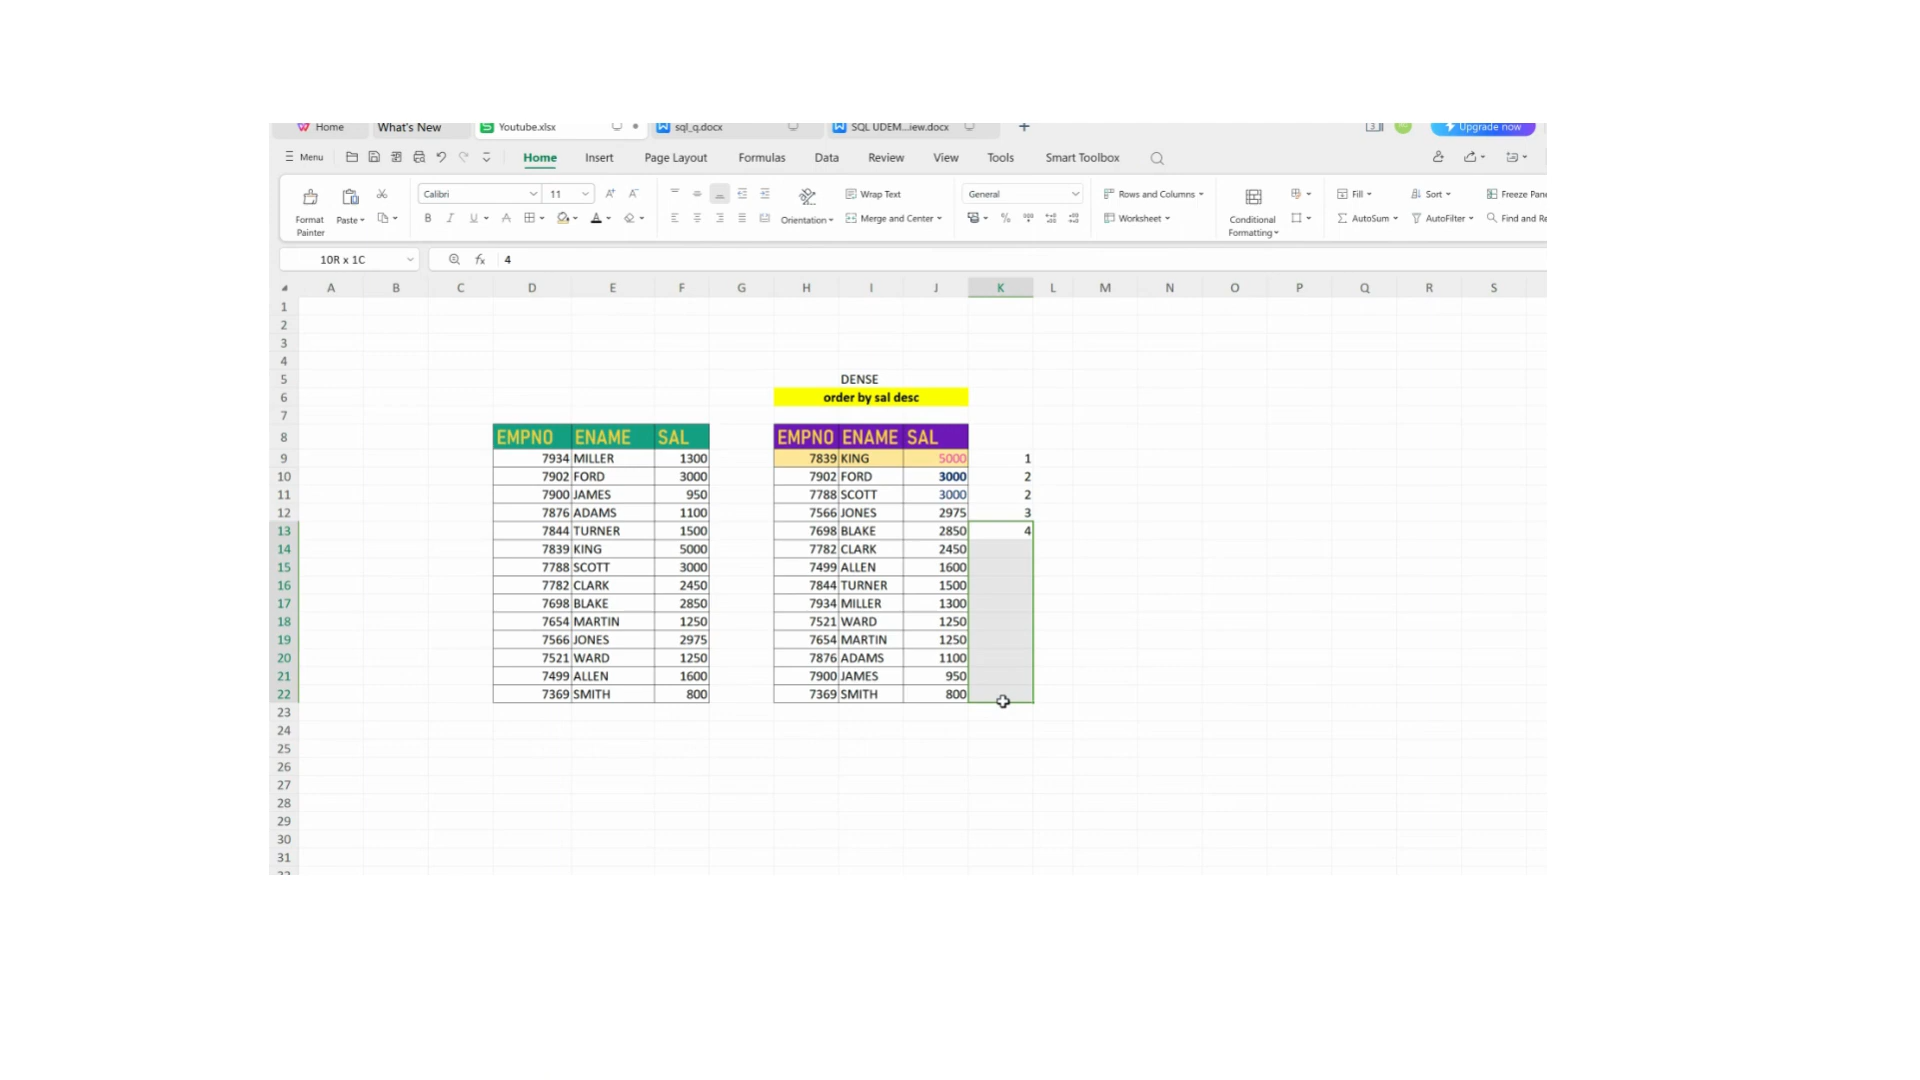 Home What's New Youtube.xlsx sql_q.docx SQL UDEM...iew.docx + Upgrade now
Menu Home Insert Page Layout Formulas Data Review View Tools Smart Toolbox
Calibri 11 A+ A- Wrap Text General Rows and Columns Fill Sort Freeze Pan
Format Painter Paste B I U A A Orientation Merge and Center % Worksheet Conditional Formatting AutoSum AutoFilter Find and Re
10R x 1C fx 4
A B C D E F G H I J K L M N O P Q R S
1
2
3
4
5 DENSE
6 order by sal desc
7
8 EMPNO ENAME SAL EMPNO ENAME SAL
9 7934 MILLER 1300 7839 KING 5000 1
10 7902 FORD 3000 7902 FORD 3000 2
11 7900 JAMES 950 7788 SCOTT 3000 2
12 7876 ADAMS 1100 7566 JONES 2975 3
13 7844 TURNER 1500 7698 BLAKE 2850 4
14 7839 KING 5000 7782 CLARK 2450
15 7788 SCOTT 3000 7499 ALLEN 1600
16 7782 CLARK 2450 7844 TURNER 1500
17 7698 BLAKE 2850 7934 MILLER 1300
18 7654 MARTIN 1250 7521 WARD 1250
19 7566 JONES 2975 7654 MARTIN 1250
20 7521 WARD 1250 7876 ADAMS 1100
21 7499 ALLEN 1600 7900 JAMES 950
22 7369 SMITH 800 7369 SMITH 800
23
24
25
26
27
28
29
30
31